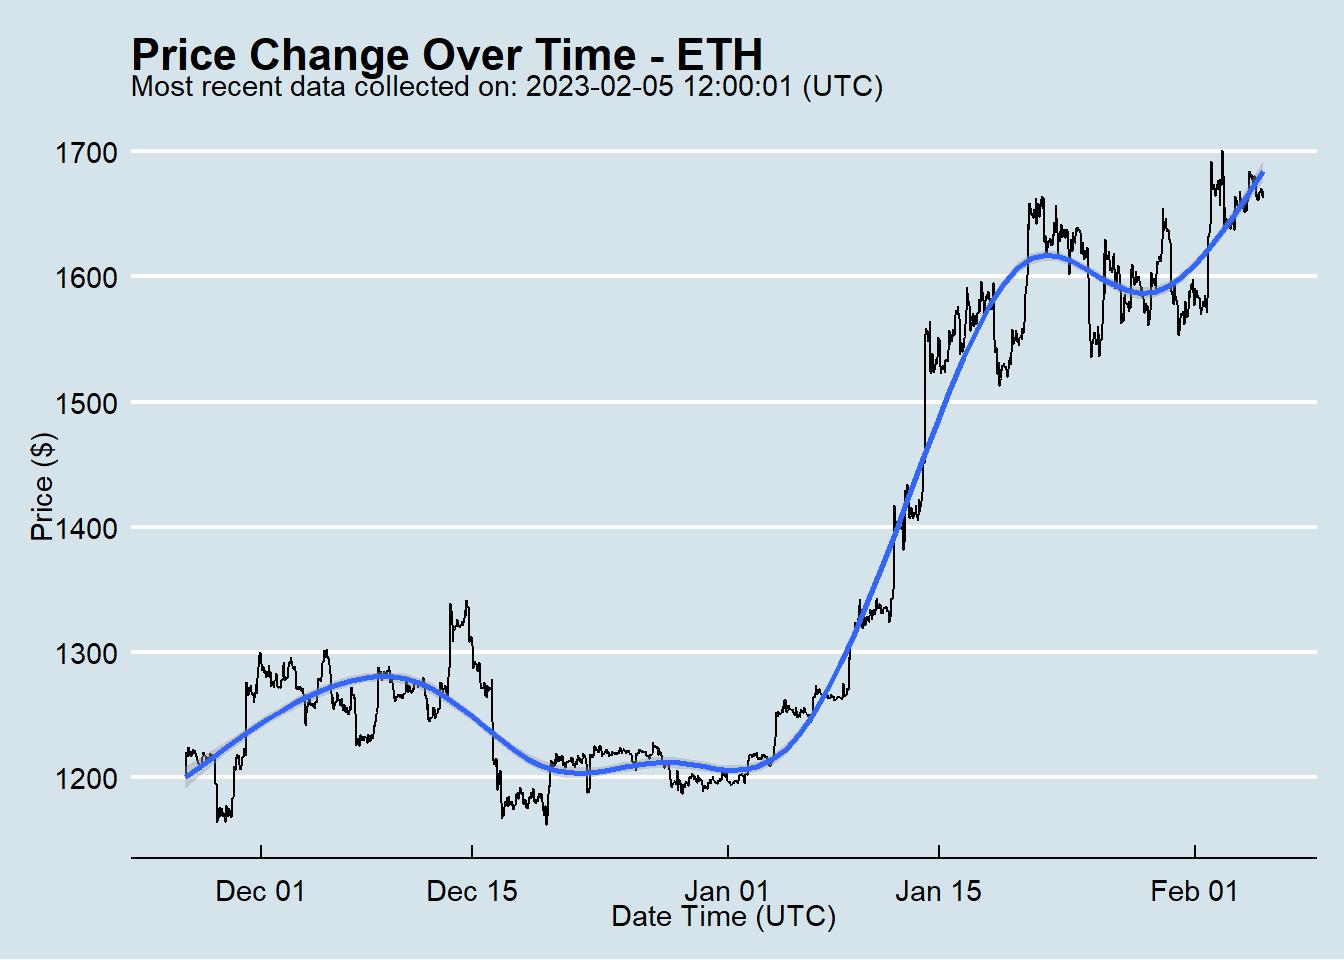 Price Change Over Time - ETH
Most recent data collected on: 2023-02-05 12:00:01 (UTC)
1700
1600
1500
1400
1300
1200
Price ($)
Dec 01
Dec 15
Jan 01
Jan 15
Feb 01
Date Time (UTC)